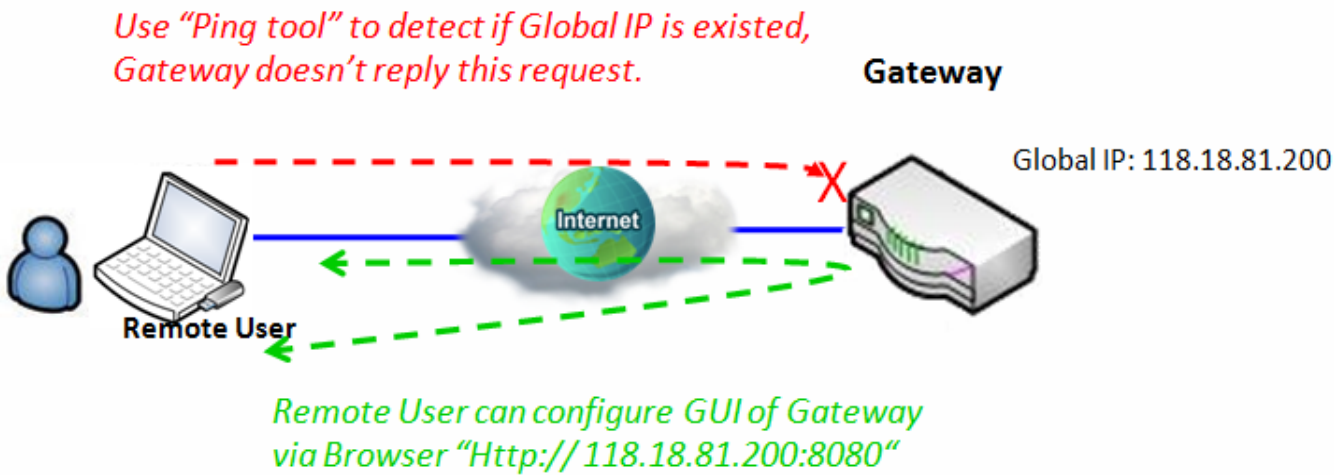 Use “Ping tool” to detect if Global IP is existed,
Gateway doesn’t reply this request.
Gateway
Global IP: 118.18.81.200
X
Internet
Remote User
Remote User can configure GUI of Gateway
via Browser “Http:// 118.18.81.200:8080“